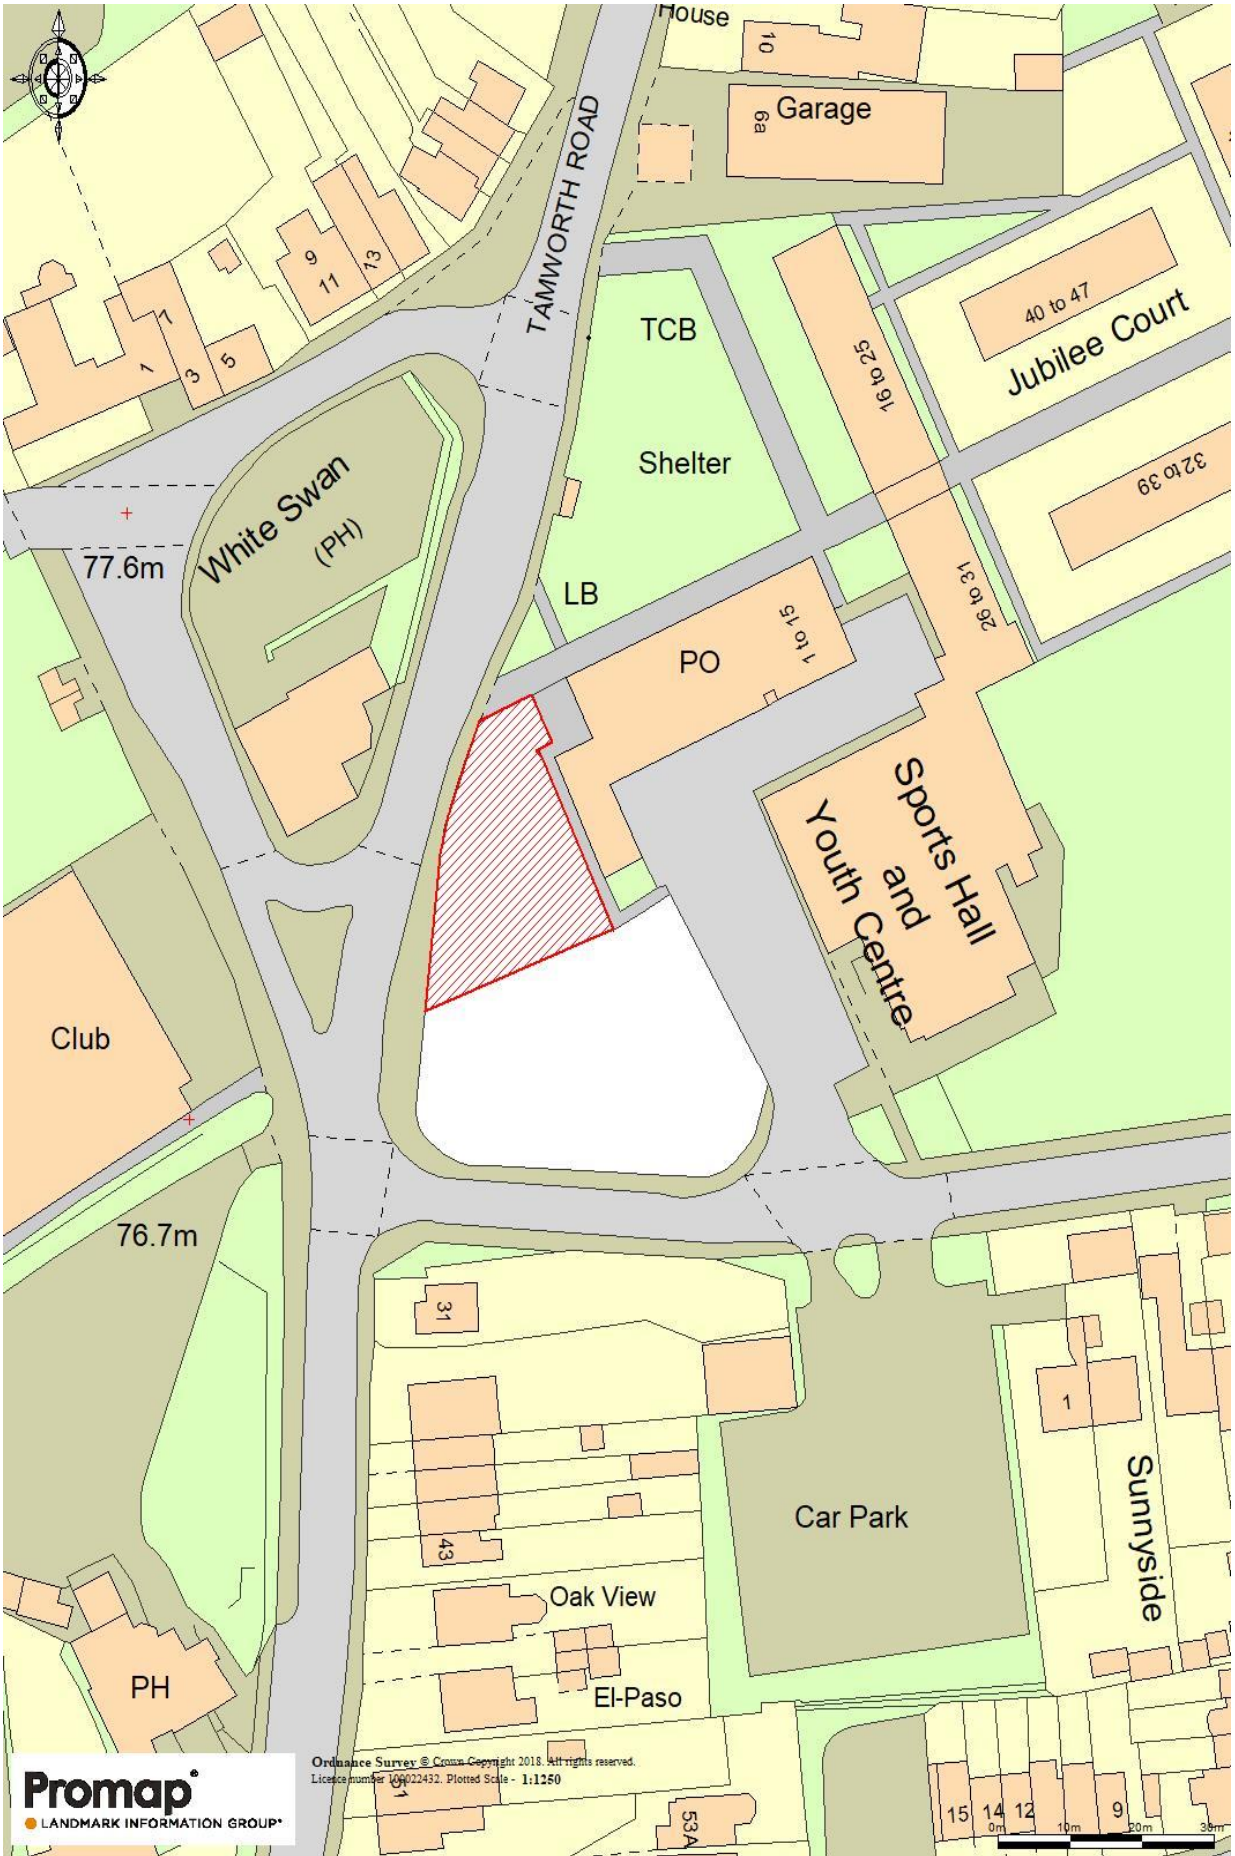 House
10
6a
Garage
TAMWORTH ROAD
9
11
13
7
1
3
5
TCB
40 to 47
Jubilee Court
16 to 25
Shelter
32 to 39
White Swan
(PH)
77.6m
LB
26 to 31
1 to 15
PO
Sports Hall
and
Youth Centre
Club
76.7m
31
1
Sunnyside
Car Park
43
Oak View
El-Paso
PH
51
53A
15
14
12
9
Promap®
LANDMARK INFORMATION GROUP®
Ordnance Survey © Crown Copyright 2018. All rights reserved.
Licence number 100022432. Plotted Scale - 1:1250
0m 10m 20m 30m